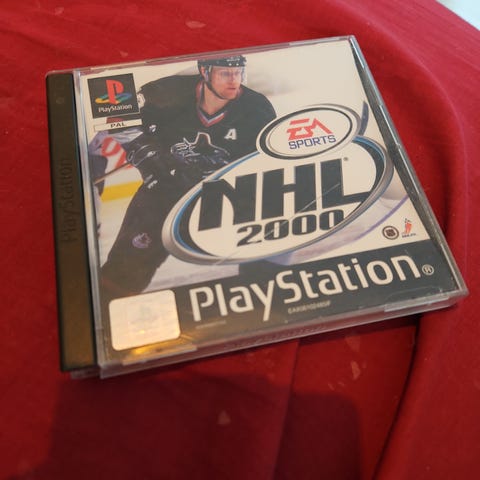 PlayStation
PAL
A
EA
SPORTS
NHL
2000
PlayStation®
PlayStation